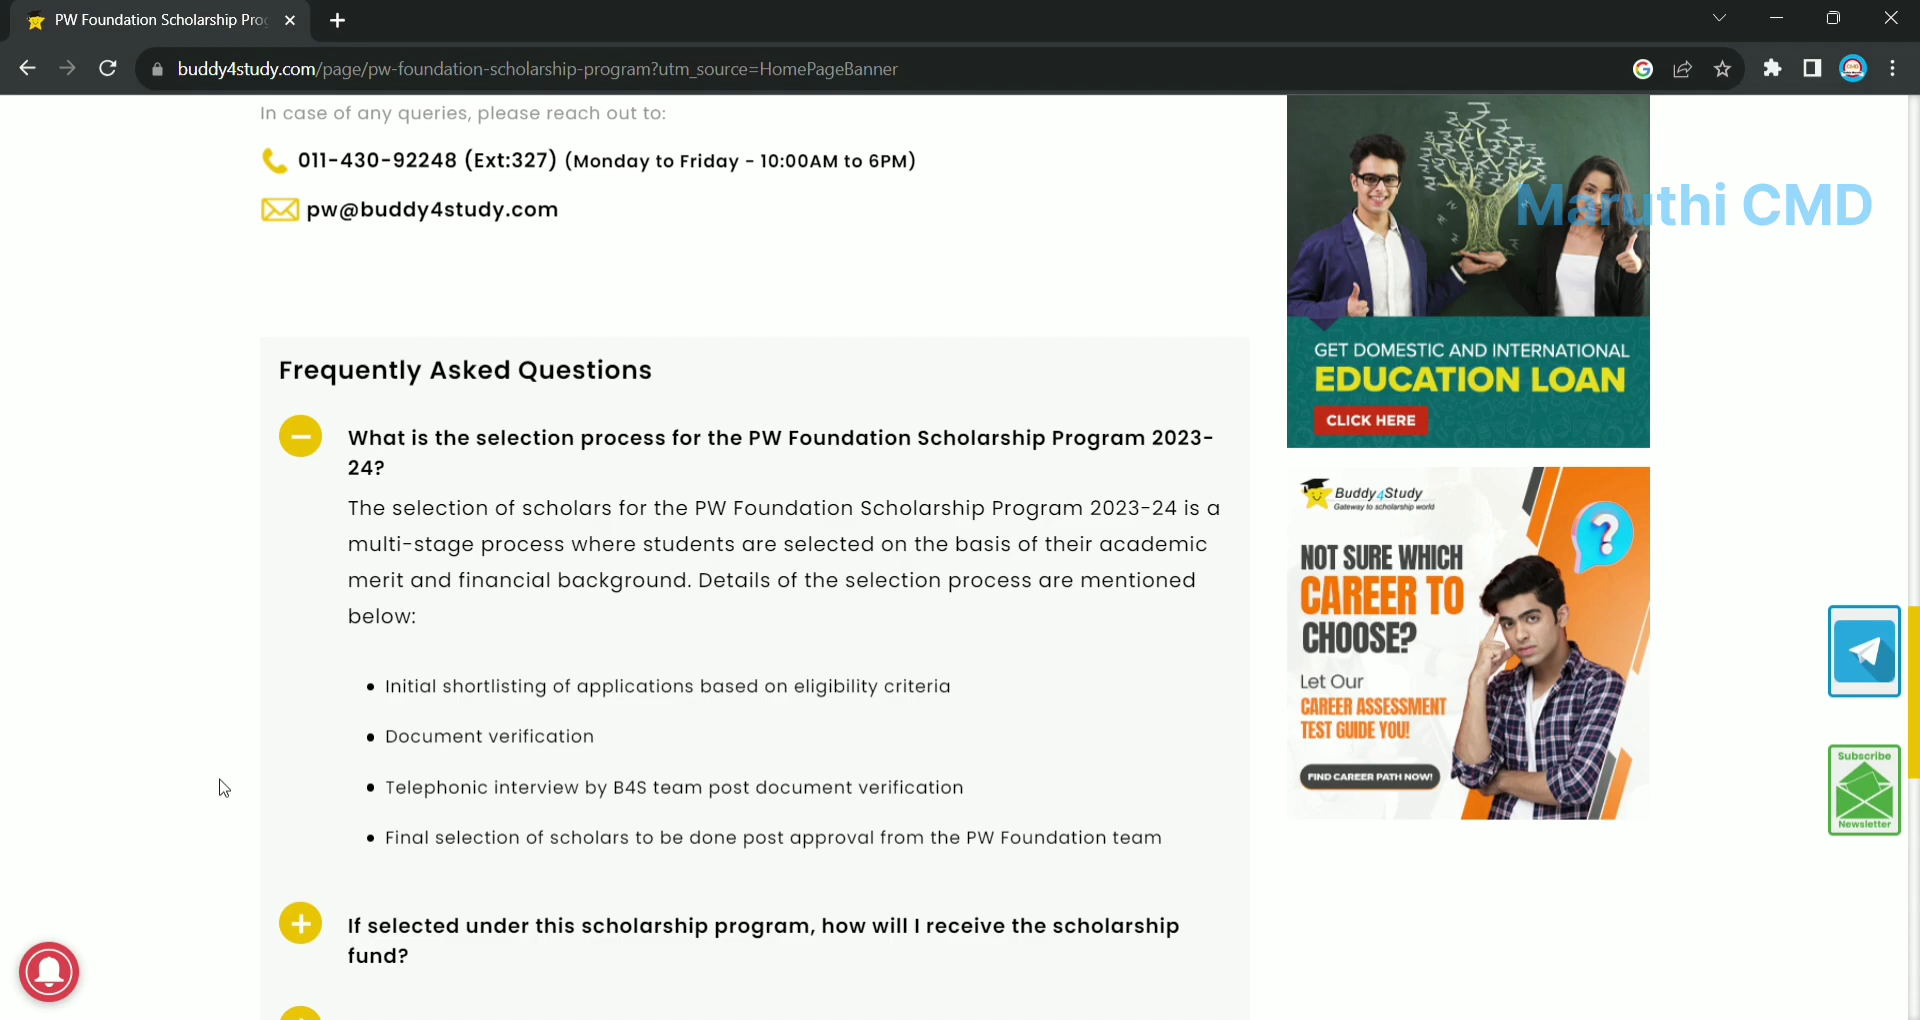 PW Foundation Scholarship Pro
buddy4study.com/page/pw-foundation-scholarship-program?utm_source=HomePageBanner
In case of any queries, please reach out to:
011-430-92248 (Ext:327) (Monday to Friday - 10:00AM to 6PM)
pw@buddy4study.com
Maruthi CMD
GET DOMESTIC AND INTERNATIONAL
EDUCATION LOAN
CLICK HERE
Frequently Asked Questions
What is the selection process for the PW Foundation Scholarship Program 2023-
24?
The selection of scholars for the PW Foundation Scholarship Program 2023-24 is a
multi-stage process where students are selected on the basis of their academic
merit and financial background. Details of the selection process are mentioned
below:
• Initial shortlisting of applications based on eligibility criteria
• Document verification
• Telephonic interview by B4S team post document verification
• Final selection of scholars to be done post approval from the PW Foundation team
If selected under this scholarship program, how will I receive the scholarship
fund?
Buddy4Study
Gateway to scholarship world
NOT SURE WHICH
CAREER TO
CHOOSE?
Let Our
CAREER ASSESSMENT
TEST GUIDE YOU!
FIND CAREER PATH NOW!
Subscribe
Newsletter